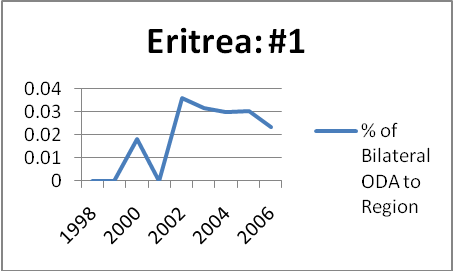 Eritrea: #1
0.04
0.03
0.02
0.01
0
1998
2000
2002
2004
2006
% of
Bilateral
ODA to
Region